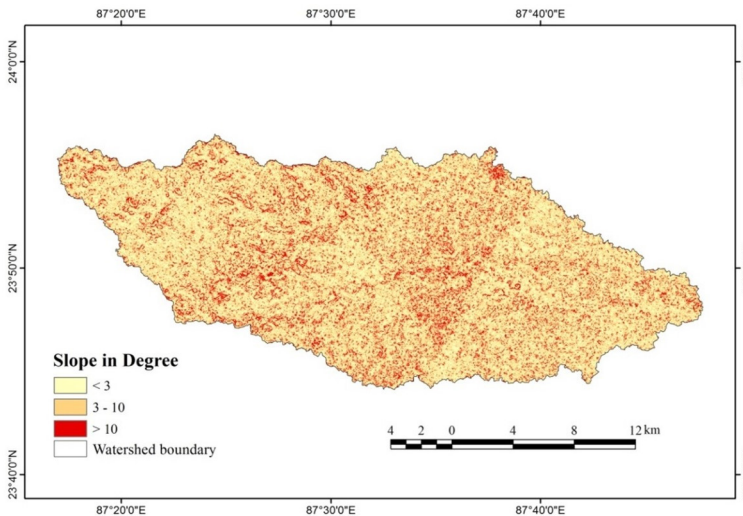 87°20'0"E 87°30'0"E 87°40'0"E
24°0'0"N
23°50'0"N
23°40'0"N
Slope in Degree
< 3
3 - 10
> 10
Watershed boundary
4 2 0 4 8 12 km
87°20'0"E 87°30'0"E 87°40'0"E